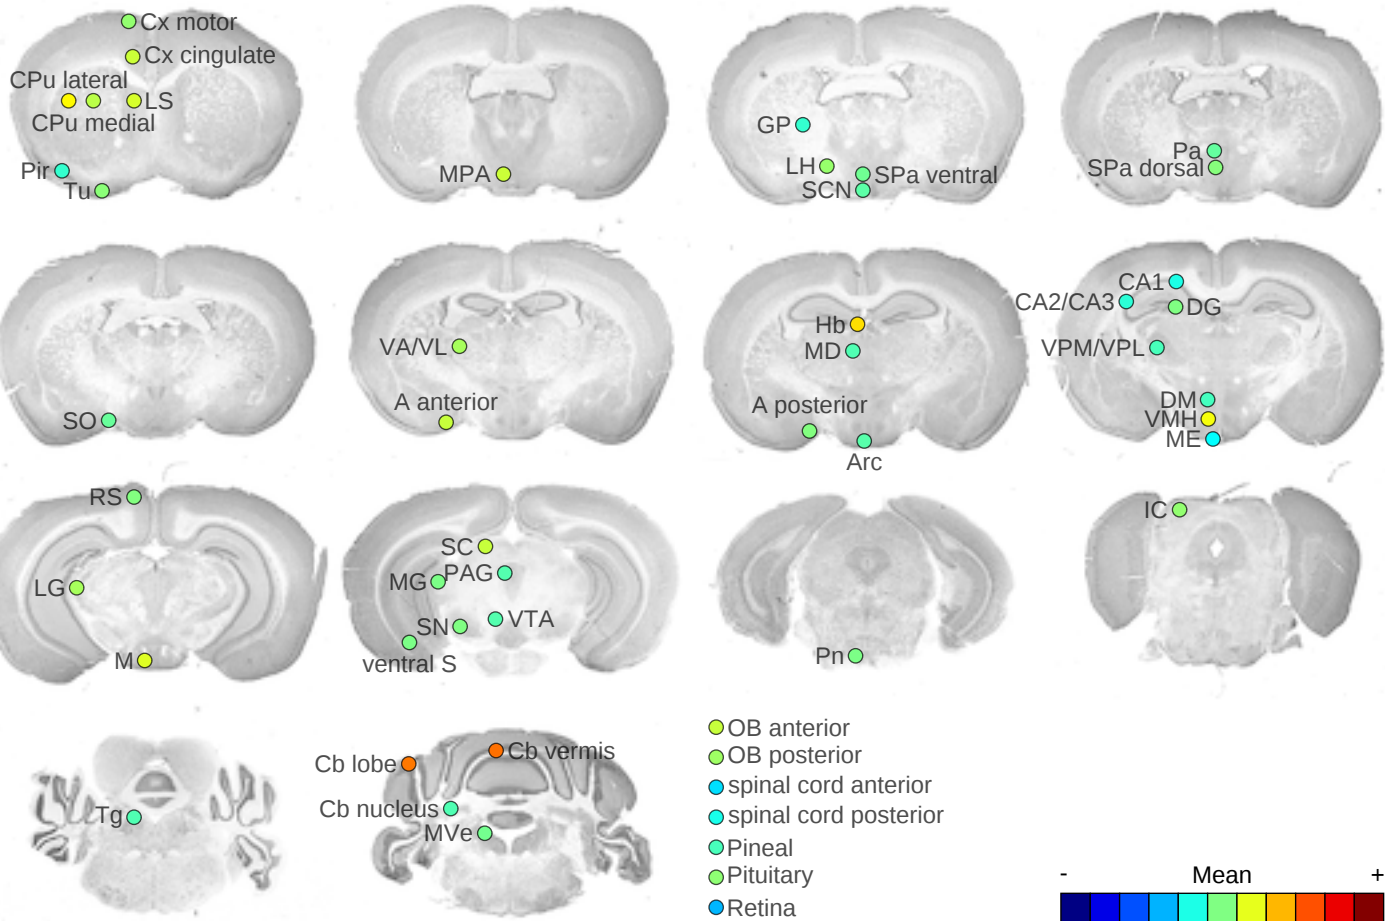 Cx motor
Cx cingulate
CPu lateral
LS
CPu medial
Pir
Tu
MPA
GP
LH
SPa ventral
SCN
Pa
SPa dorsal
SO
VA/VL
A anterior
Hb
MD
A posterior
Arc
CA1
CA2/CA3
DG
VPM/VPL
DM
VMH
ME
RS
LG
M
SC
MG
PAG
SN
VTA
ventral S
Pn
IC
Tg
Cb lobe
Cb vermis
Cb nucleus
MVe
OB anterior
OB posterior
spinal cord anterior
spinal cord posterior
Pineal
Pituitary
Retina
- Mean +